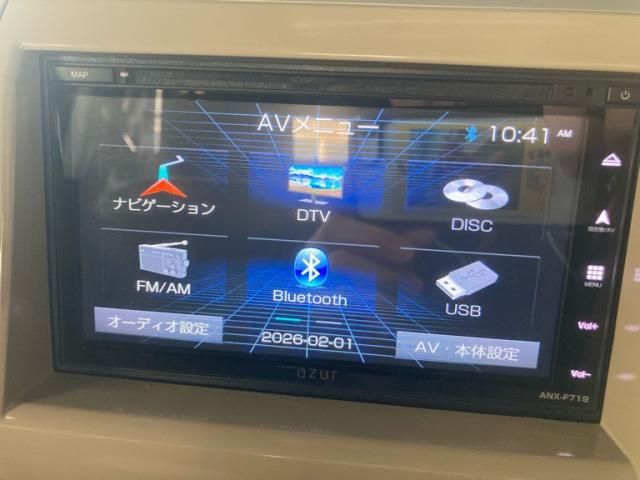 MAP
AVメニュー
10:41 AM
ナビゲーション
DTV
DISC
現在地/AV
MENU
FM/AM
Bluetooth
USB
オーディオ設定
2026-02-01
AV・本体設定
Vol+
Vol-
azur
ANX-F719